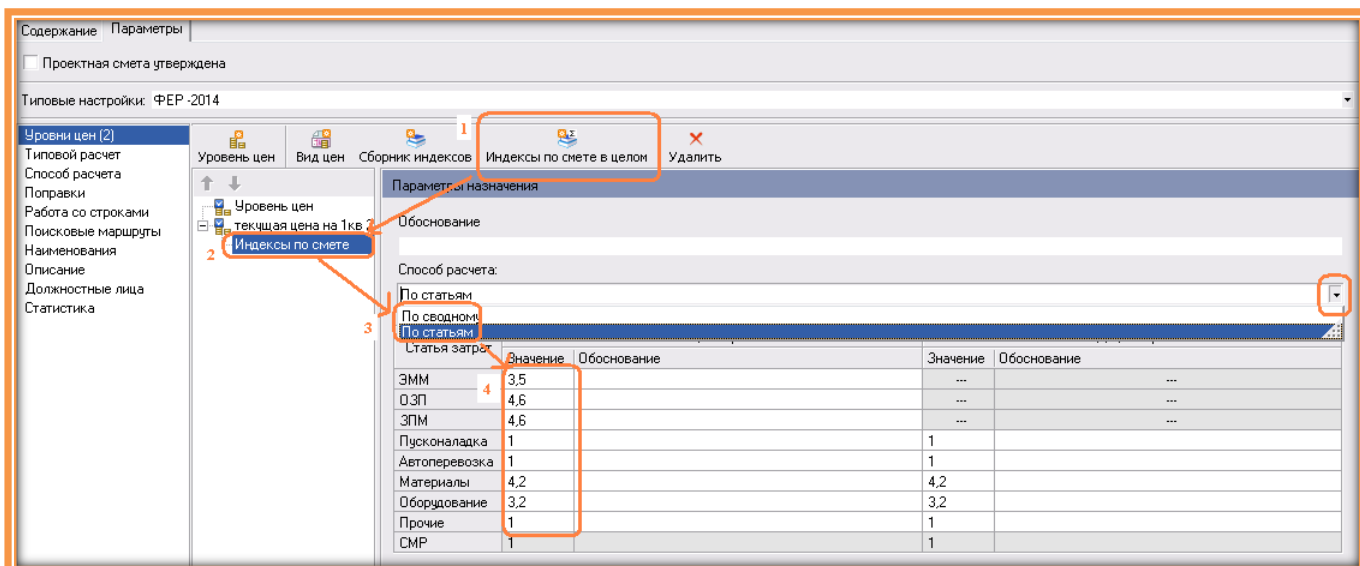 Содержание Параметры
Проектная смета утверждена
Типовые настройки: ФЕР-2014
Уровни цен (2)
Типовой расчет
Способ расчета
Поправки
Работа со строками
Поисковые маршруты
Наименования
Описание
Должностные лица
Статистика
Уровень цен Вид цен Сборник индексов 1 Индексы по смете в целом Удалить
Уровень цен
текущая цена на 1кв 2
2 Индексы по смете
Параметры назначения
Обоснование
Способ расчета:
По статьям
По сводному
3 По статьям
Статья затрат Значение Обоснование Значение Обоснование
4
ЭММ 3,5 --- ---
ОЗП 4,6 --- ---
ЗПМ 4,6 --- ---
Пусконаладка 1 1
Автоперевозка 1 1
Материалы 4,2 4,2
Оборудование 3,2 3,2
Прочие 1 1
СМР 1 1